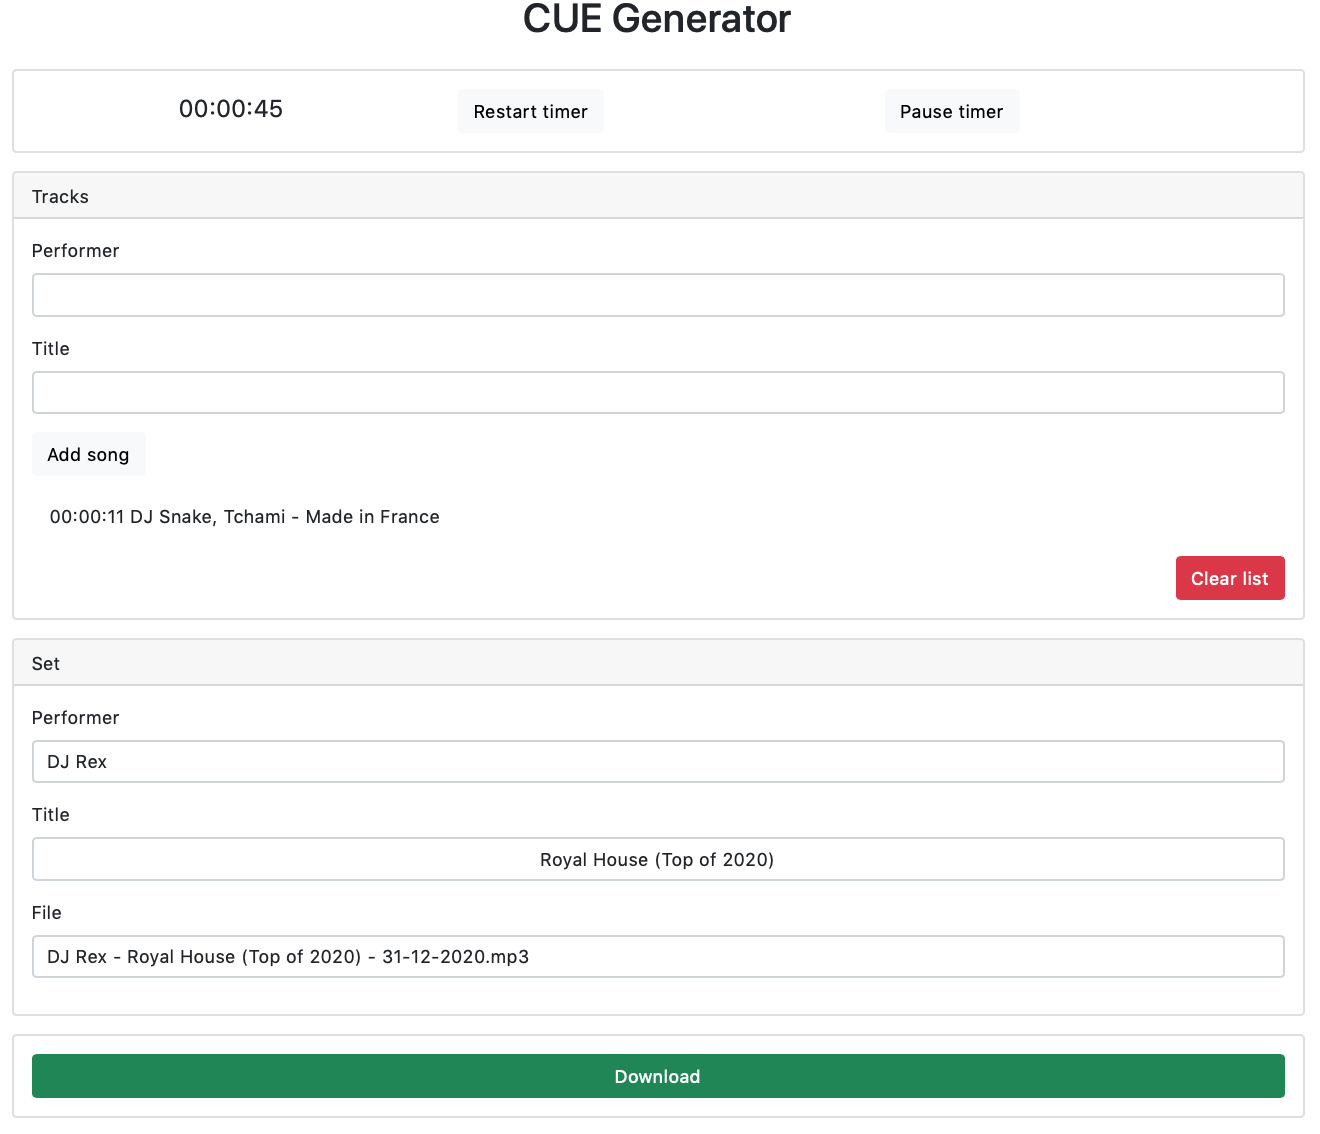 CUE Generator
00:00:45 Restart timer Pause timer
Tracks
Performer
Title
Add song
00:00:11 DJ Snake, Tchami - Made in France
Clear list
Set
Performer
DJ Rex
Title
Royal House (Top of 2020)
File
DJ Rex - Royal House (Top of 2020) - 31-12-2020.mp3
Download